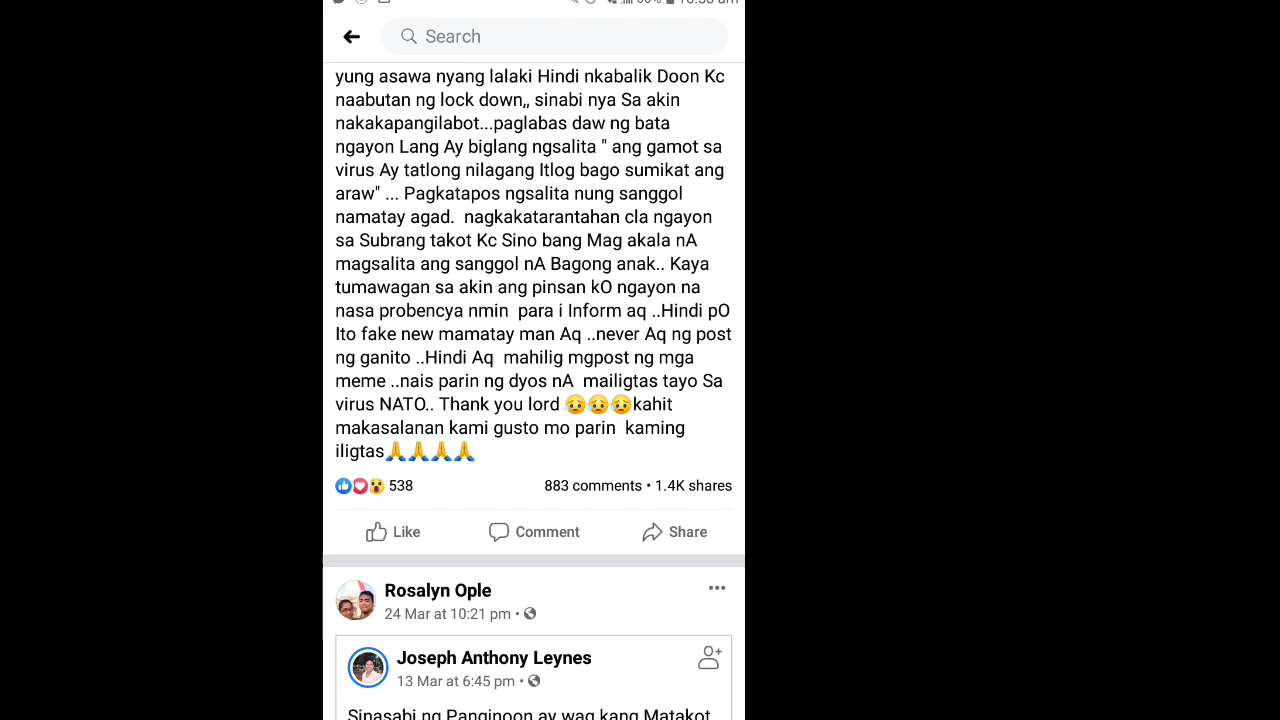 Search
yung asawa nyang lalaki Hindi nkabalik Doon Kc
naabutan ng lock down,, sinabi nya Sa akin
nakakapangilabot...paglabas daw ng bata
ngayon Lang Ay biglang ngsalita " ang gamot sa
virus Ay tatlong nilagang Itlog bago sumikat ang
araw" ... Pagkatapos ngsalita nung sanggol
namatay agad.  nagkakatarantahan cla ngayon
sa Subrang takot Kc Sino bang Mag akala nA
magsalita ang sanggol nA Bagong anak.. Kaya
tumawagan sa akin ang pinsan kO ngayon na
nasa probencya nmin  para i Inform aq ..Hindi pO
Ito fake new mamatay man Aq ..never Aq ng post
ng ganito ..Hindi Aq  mahilig mgpost ng mga
meme ..nais parin ng dyos nA  mailigtas tayo Sa
virus NATO.. Thank you lord 😥😥😥kahit
makasalanan kami gusto mo parin  kaming
iligtas🙏🙏🙏🙏
538 883 comments • 1.4K shares
Like Comment Share
Rosalyn Ople
24 Mar at 10:21 pm •
Joseph Anthony Leynes
13 Mar at 6:45 pm •
Sinasabi ng Panginoon ay wag kang Matakot